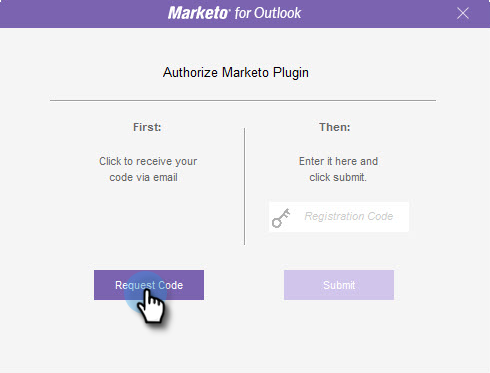 Marketo® for Outlook
Authorize Marketo Plugin
First:
Click to receive your
code via email
Request Code
Then:
Enter it here and
click submit.
Registration Code
Submit